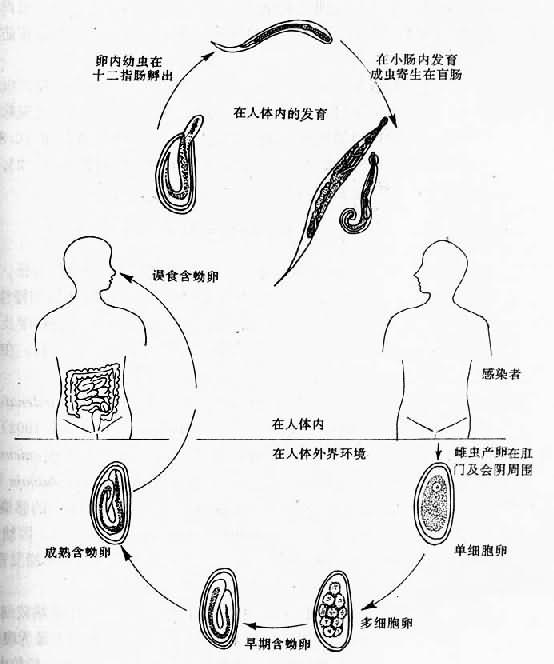 卵内幼虫在
十二指肠孵出
在小肠内发育
成虫寄生在盲肠
在人体内的发育
误食含蚴卵
感染者
在人体内
在人体外界环境
雌虫产卵在肛
门及会阴周围
成熟含蚴卵
单细胞卵
多细胞卵
早期含蚴卵